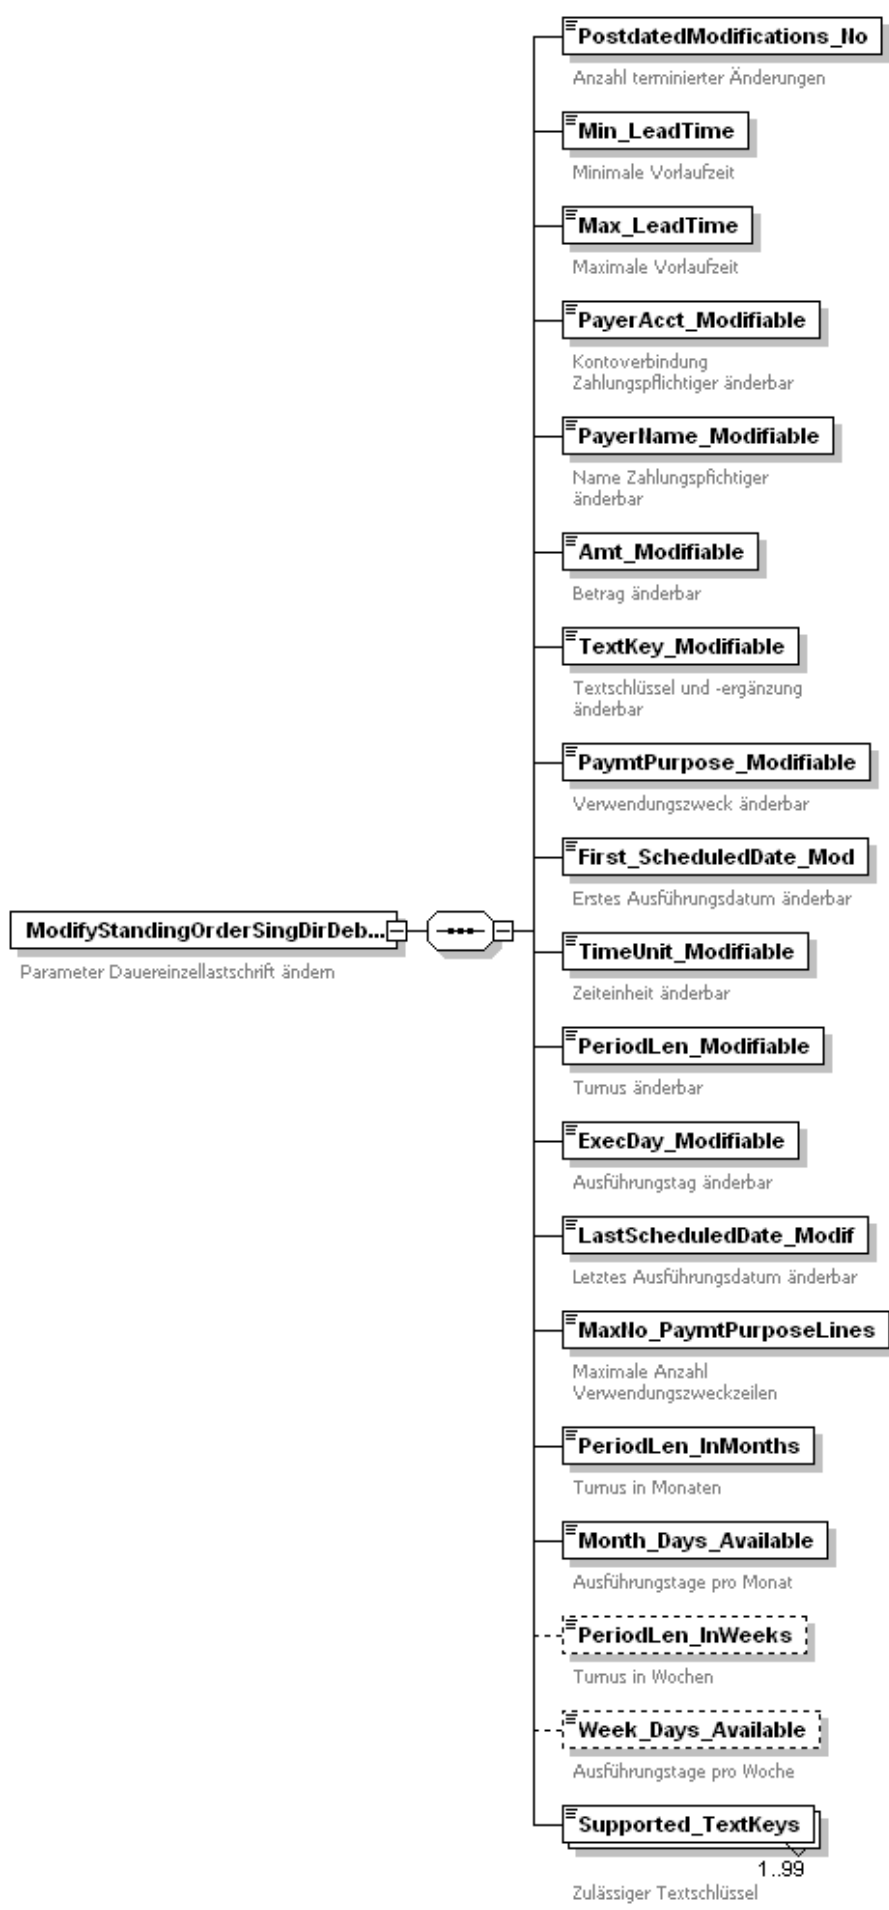 PostdatedModifications_No
Anzahl terminierter Änderungen
Min_LeadTime
Minimale Vorlaufzeit
Max_LeadTime
Maximale Vorlaufzeit
PayerAcct_Modifiable
Kontoverbindung
Zahlungspflichtiger änderbar
PayerName_Modifiable
Name Zahlungspfichtiger
änderbar
Amt_Modifiable
Betrag änderbar
TextKey_Modifiable
Textschlüssel und -ergänzung
änderbar
PaymtPurpose_Modifiable
Verwendungszweck änderbar
First_ScheduledDate_Mod
Erstes Ausführungsdatum änderbar
ModifyStandingOrderSingDirDeb...
Parameter Dauereinzellastschrift ändern
TimeUnit_Modifiable
Zeiteinheit änderbar
PeriodLen_Modifiable
Turnus änderbar
ExecDay_Modifiable
Ausführungstag änderbar
LastScheduledDate_Modif
Letztes Ausführungsdatum änderbar
MaxNo_PaymtPurposeLines
Maximale Anzahl
Verwendungszweckzeilen
PeriodLen_InMonths
Turnus in Monaten
Month_Days_Available
Ausführungstage pro Monat
PeriodLen_InWeeks
Turnus in Wochen
Week_Days_Available
Ausführungstage pro Woche
Supported_TextKeys
1..99
Zulässiger Textschlüssel